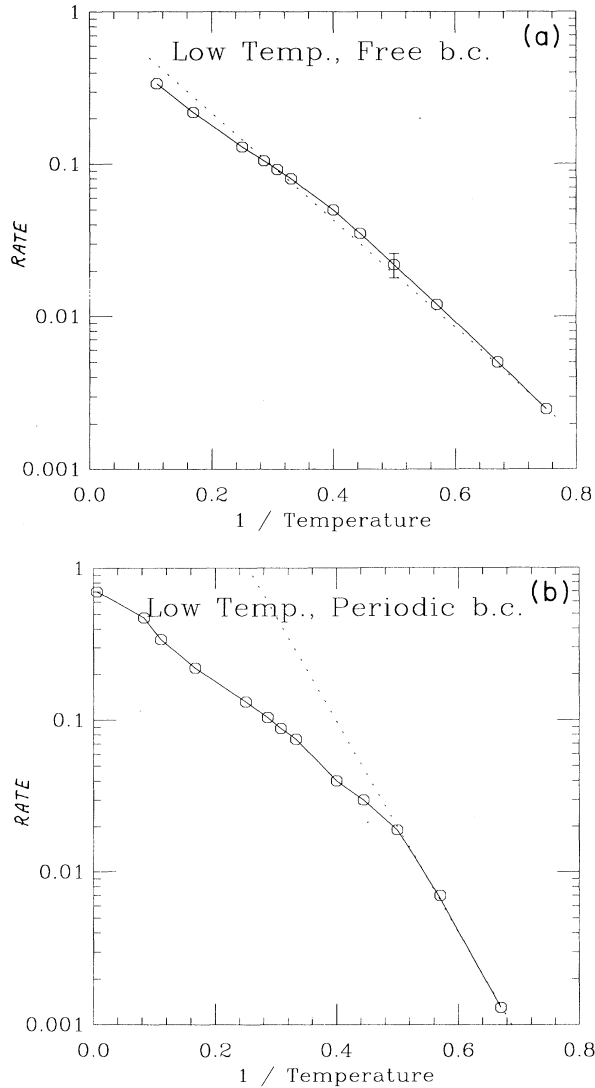 1
(a)
Low Temp., Free b.c.
0.1
RATE
0.01
0.001
0.0 0.2 0.4 0.6 0.8
1 / Temperature
1
(b)
Low Temp., Periodic b.c.
0.1
RATE
0.01
0.001
0.0 0.2 0.4 0.6 0.8
1 / Temperature